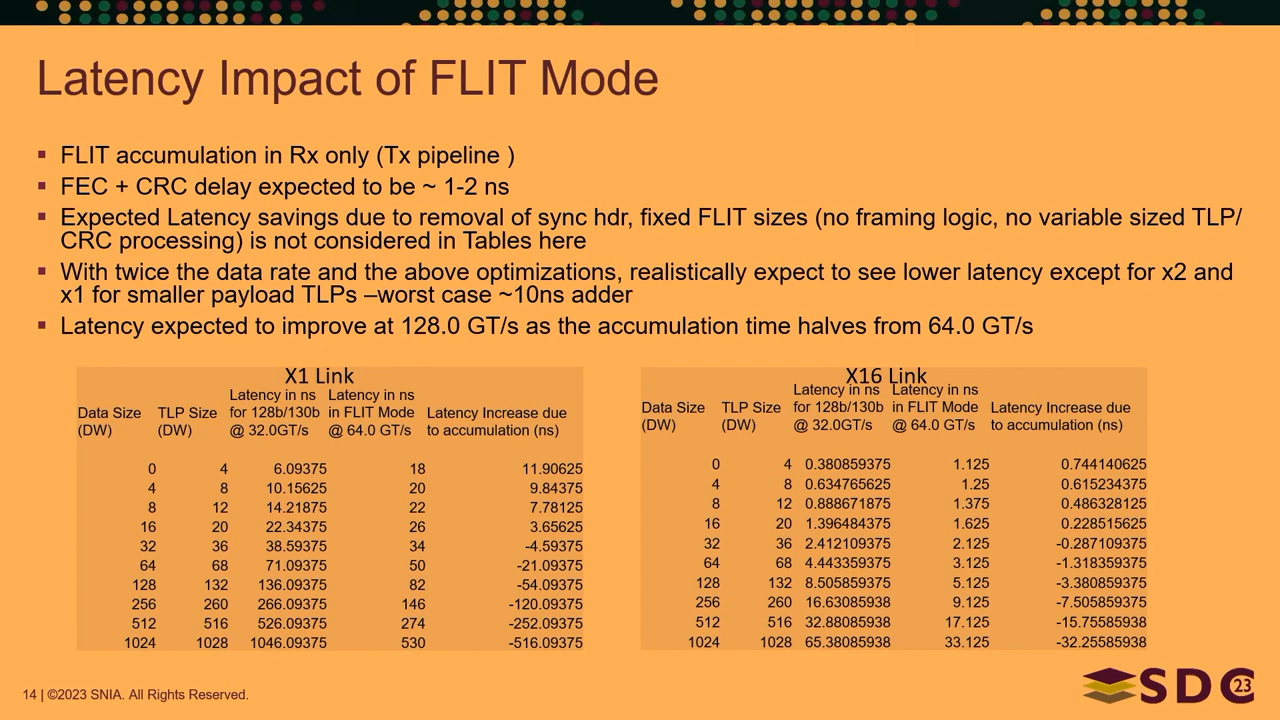 Latency Impact of FLIT Mode
▪ FLIT accumulation in Rx only (Tx pipeline )
▪ FEC + CRC delay expected to be ~ 1-2 ns
▪ Expected Latency savings due to removal of sync hdr, fixed FLIT sizes (no framing logic, no variable sized TLP/
CRC processing) is not considered in Tables here
▪ With twice the data rate and the above optimizations, realistically expect to see lower latency except for x2 and
x1 for smaller payload TLPs –worst case ~10ns adder
▪ Latency expected to improve at 128.0 GT/s as the accumulation time halves from 64.0 GT/s
X1 Link
Data Size (DW) TLP Size (DW) Latency in ns for 128b/130b @ 32.0GT/s Latency in ns in FLIT Mode @ 64.0 GT/s Latency Increase due to accumulation (ns)
0 4 6.09375 18 11.90625
4 8 10.15625 20 9.84375
8 12 14.21875 22 7.78125
16 20 22.34375 26 3.65625
32 36 38.59375 34 -4.59375
64 68 71.09375 50 -21.09375
128 132 136.09375 82 -54.09375
256 260 266.09375 146 -120.09375
512 516 526.09375 274 -252.09375
1024 1028 1046.09375 530 -516.09375
X16 Link
Data Size (DW) TLP Size (DW) Latency in ns for 128b/130b @ 32.0GT/s Latency in ns in FLIT Mode @ 64.0 GT/s Latency Increase due to accumulation (ns)
0 4 0.380859375 1.125 0.744140625
4 8 0.634765625 1.25 0.615234375
8 12 0.888671875 1.375 0.486328125
16 20 1.396484375 1.625 0.228515625
32 36 2.412109375 2.125 -0.287109375
64 68 4.443359375 3.125 -1.318359375
128 132 8.505859375 5.125 -3.380859375
256 260 16.63085938 9.125 -7.505859375
512 516 32.88085938 17.125 -15.75585938
1024 1028 65.38085938 33.125 -32.25585938
14 | ©2023 SNIA. All Rights Reserved.
SDC 23